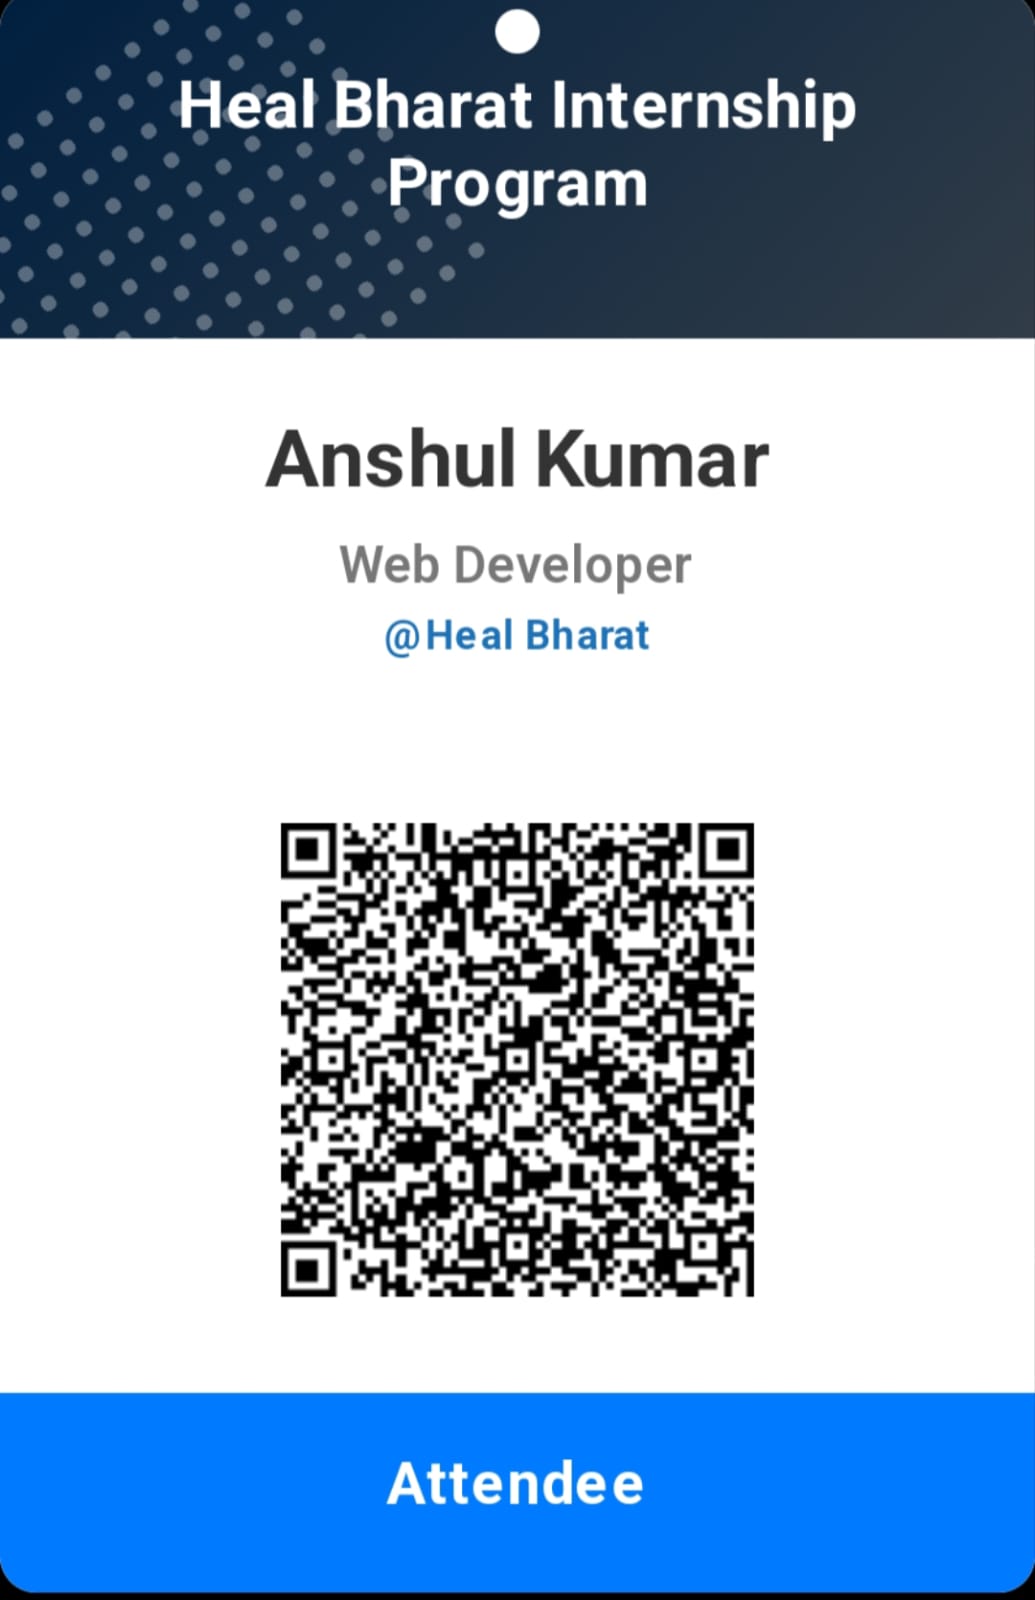 Heal Bharat Internship
Program
Anshul Kumar
Web Developer
@Heal Bharat
Attendee